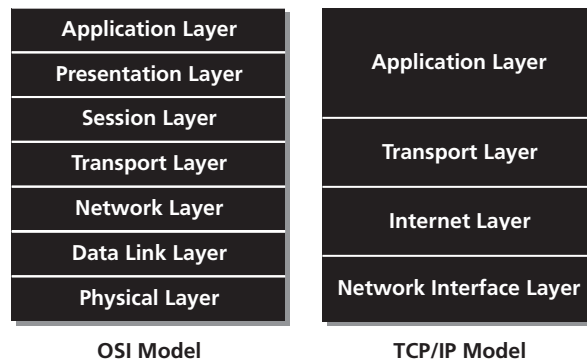 Application Layer
Presentation Layer
Session Layer
Transport Layer
Network Layer
Data Link Layer
Physical Layer
OSI Model
Application Layer
Transport Layer
Internet Layer
Network Interface Layer
TCP/IP Model